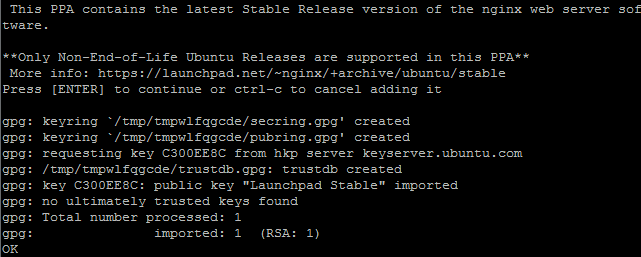 This PPA contains the latest Stable Release version of the nginx web server sof
tware.
**Only Non-End-of-Life Ubuntu Releases are supported in this PPA**
More info: https://launchpad.net/~nginx/+archive/ubuntu/stable
Press [ENTER] to continue or ctrl-c to cancel adding it
gpg: keyring `/tmp/tmpwlfqgcde/secring.gpg' created
gpg: keyring `/tmp/tmpwlfqgcde/pubring.gpg' created
gpg: requesting key C300EE8C from hkp server keyserver.ubuntu.com
gpg: /tmp/tmpwlfqgcde/trustdb.gpg: trustdb created
gpg: key C300EE8C: public key "Launchpad Stable" imported
gpg: no ultimately trusted keys found
gpg: Total number processed: 1
gpg:               imported: 1  (RSA: 1)
OK